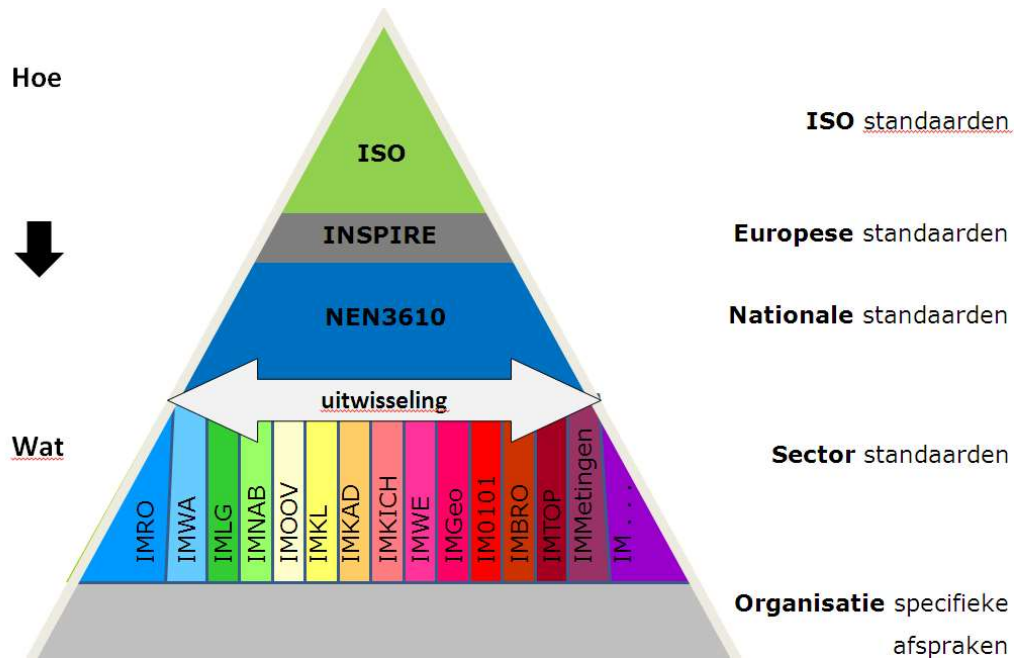 Hoe
ISO standaarden
ISO
Europese standaarden
INSPIRE
Nationale standaarden
NEN3610
uitwisseling
Wat
Sector standaarden
IMRO
IMWA
IMLG
IMNAB
IMOOV
IMKL
IMKAD
IMKICH
IMWE
IMGeo
IM0101
IMBRO
IMTOP
IMMetingen
IM . . . .
Organisatie specifieke
afspraken